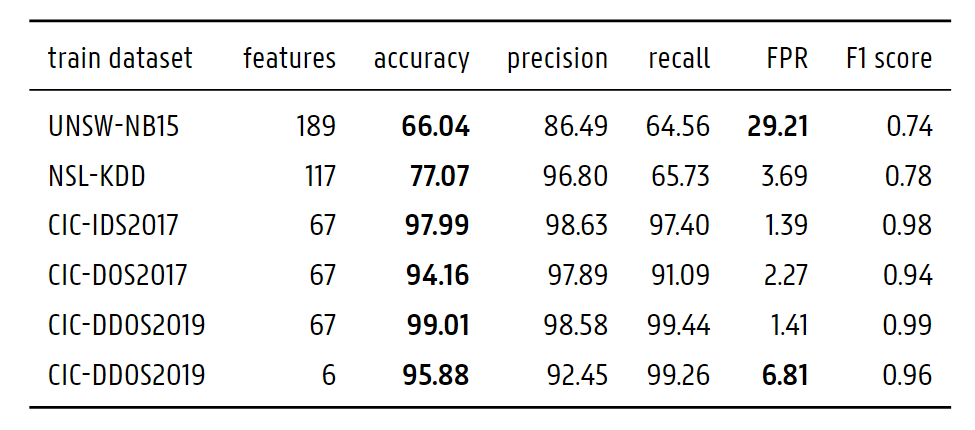 train dataset features accuracy precision recall FPR F1 score
UNSW-NB15 189 66.04 86.49 64.56 29.21 0.74
NSL-KDD 117 77.07 96.80 65.73 3.69 0.78
CIC-IDS2017 67 97.99 98.63 97.40 1.39 0.98
CIC-DOS2017 67 94.16 97.89 91.09 2.27 0.94
CIC-DDOS2019 67 99.01 98.58 99.44 1.41 0.99
CIC-DDOS2019 6 95.88 92.45 99.26 6.81 0.96